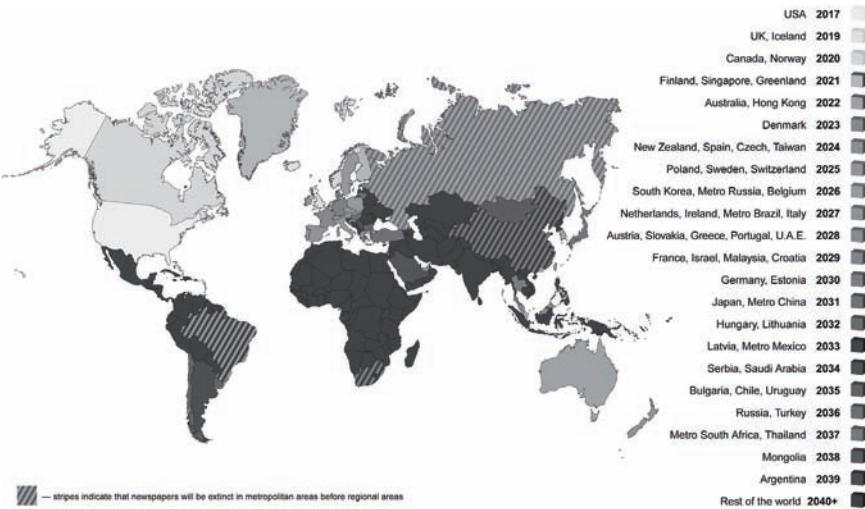 USA 2017
UK, Iceland 2019
Canada, Norway 2020
Finland, Singapore, Greenland 2021
Australia, Hong Kong 2022
Denmark 2023
New Zealand, Spain, Czech, Taiwan 2024
Poland, Sweden, Switzerland 2025
South Korea, Metro Russia, Belgium 2026
Netherlands, Ireland, Metro Brazil, Italy 2027
Austria, Slovakia, Greece, Portugal, U.A.E. 2028
France, Israel, Malaysia, Croatia 2029
Germany, Estonia 2030
Japan, Metro China 2031
Hungary, Lithuania 2032
Latvia, Metro Mexico 2033
Serbia, Saudi Arabia 2034
Bulgaria, Chile, Uruguay 2035
Russia, Turkey 2036
Metro South Africa, Thailand 2037
Mongolia 2038
Argentina 2039
Rest of the world 2040+
— stripes indicate that newspapers will be extinct in metropolitan areas before regional areas